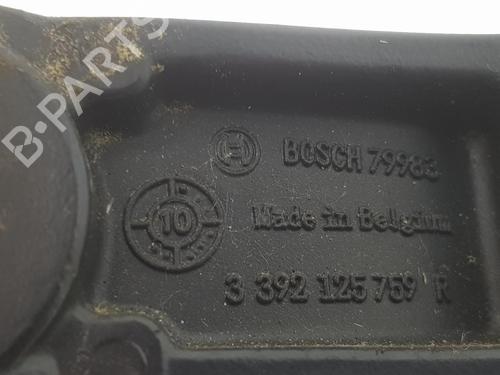 B-PARTS
BOSCH 79983
10
Made in Belgium
3 392 125 759 R